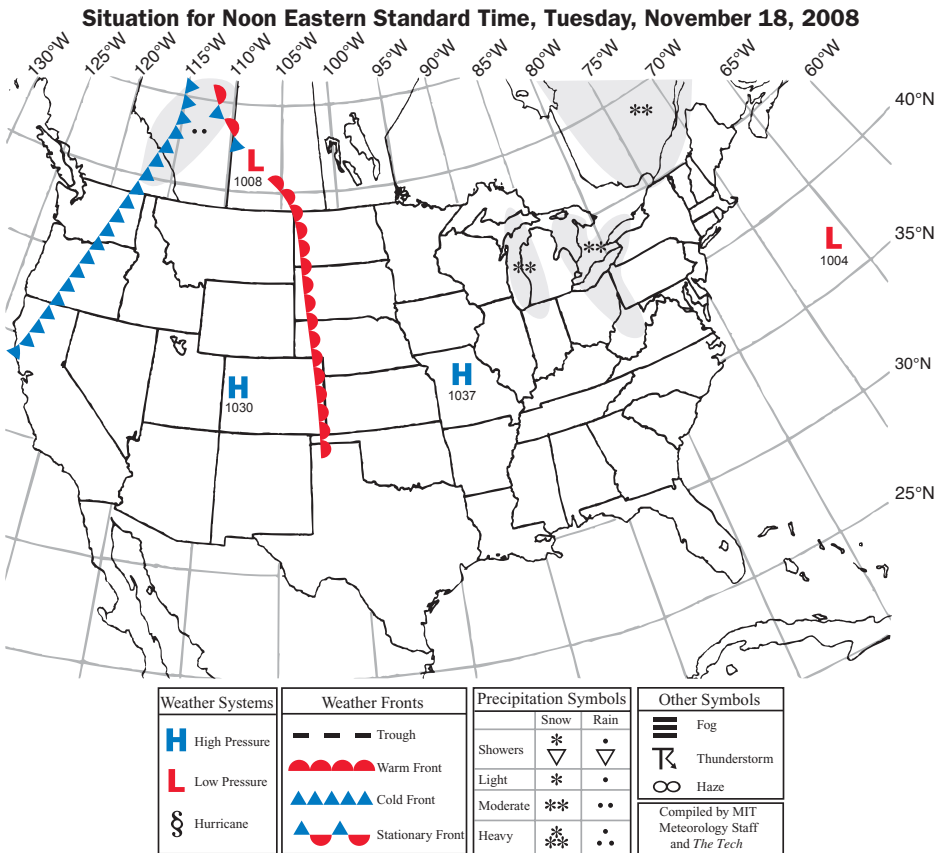 Situation for Noon Eastern Standard Time, Tuesday, November 18, 2008
130°W 125°W 120°W 115°W 110°W 105°W 100°W 95°W 90°W 85°W 80°W 75°W 70°W 65°W 60°W
40°N
35°N
30°N
25°N
**
L
1008
**
**
L
1004
H
1030
H
1037
Weather Systems
H High Pressure
L Low Pressure
§ Hurricane
Weather Fronts
Trough
Warm Front
Cold Front
Stationary Front
Precipitation Symbols
Snow Rain
Showers
Light
Moderate
Heavy
Other Symbols
Fog
Thunderstorm
Haze
Compiled by MIT
Meteorology Staff
and The Tech